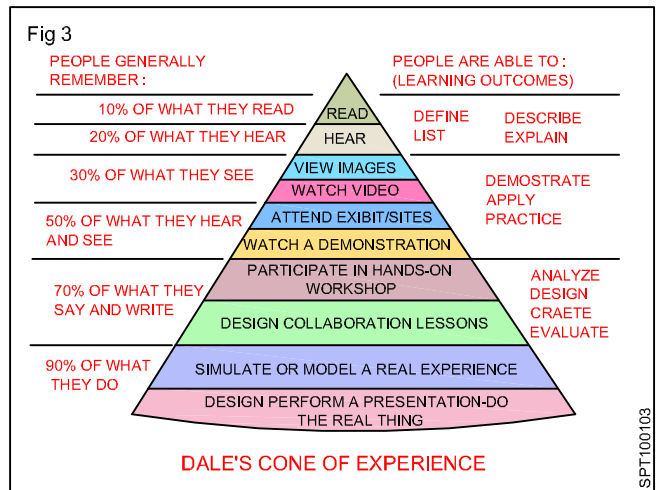 Fig 3
PEOPLE GENERALLY
REMEMBER :
PEOPLE ARE ABLE TO :
(LEARNING OUTCOMES)
10% OF WHAT THEY READ
READ
DEFINE
LIST
DESCRIBE
EXPLAIN
20% OF WHAT THEY HEAR
HEAR
30% OF WHAT THEY SEE
VIEW IMAGES
WATCH VIDEO
DEMOSTRATE
APPLY
PRACTICE
50% OF WHAT THEY HEAR
AND SEE
ATTEND EXIBIT/SITES
WATCH A DEMONSTRATION
70% OF WHAT THEY
SAY AND WRITE
PARTICIPATE IN HANDS-ON
WORKSHOP
DESIGN COLLABORATION LESSONS
ANALYZE
DESIGN
CRAETE
EVALUATE
90% OF WHAT
THEY DO
SIMULATE OR MODEL A REAL EXPERIENCE
DESIGN PERFORM A PRESENTATION-DO
THE REAL THING
DALE'S CONE OF EXPERIENCE
SPT100103